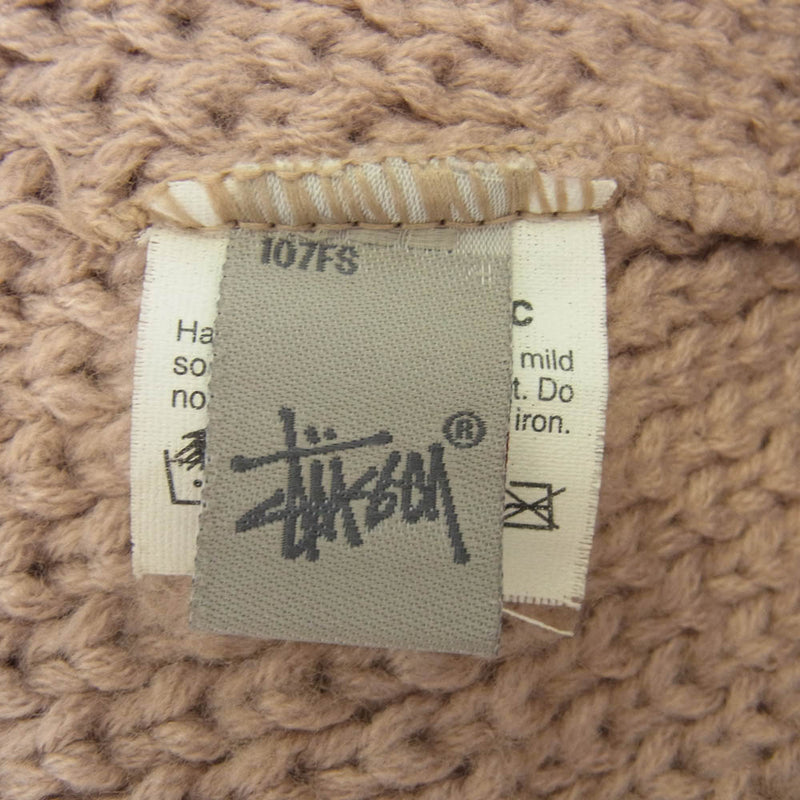 107FS
Stüssy ®
C
mild
t. Do
iron.
Ha
so
no